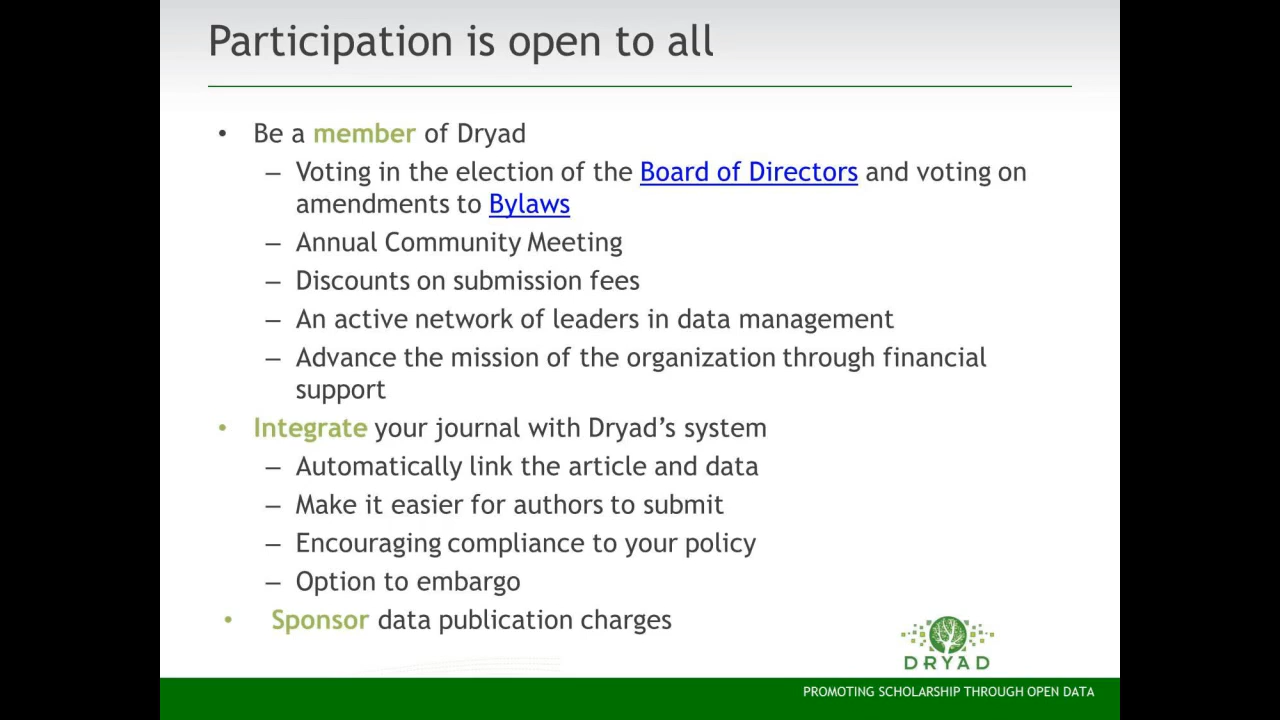 Participation is open to all
• Be a member of Dryad
– Voting in the election of the Board of Directors and voting on
amendments to Bylaws
– Annual Community Meeting
– Discounts on submission fees
– An active network of leaders in data management
– Advance the mission of the organization through financial
support
• Integrate your journal with Dryad’s system
– Automatically link the article and data
– Make it easier for authors to submit
– Encouraging compliance to your policy
– Option to embargo
• Sponsor data publication charges
DRYAD
PROMOTING SCHOLARSHIP THROUGH OPEN DATA